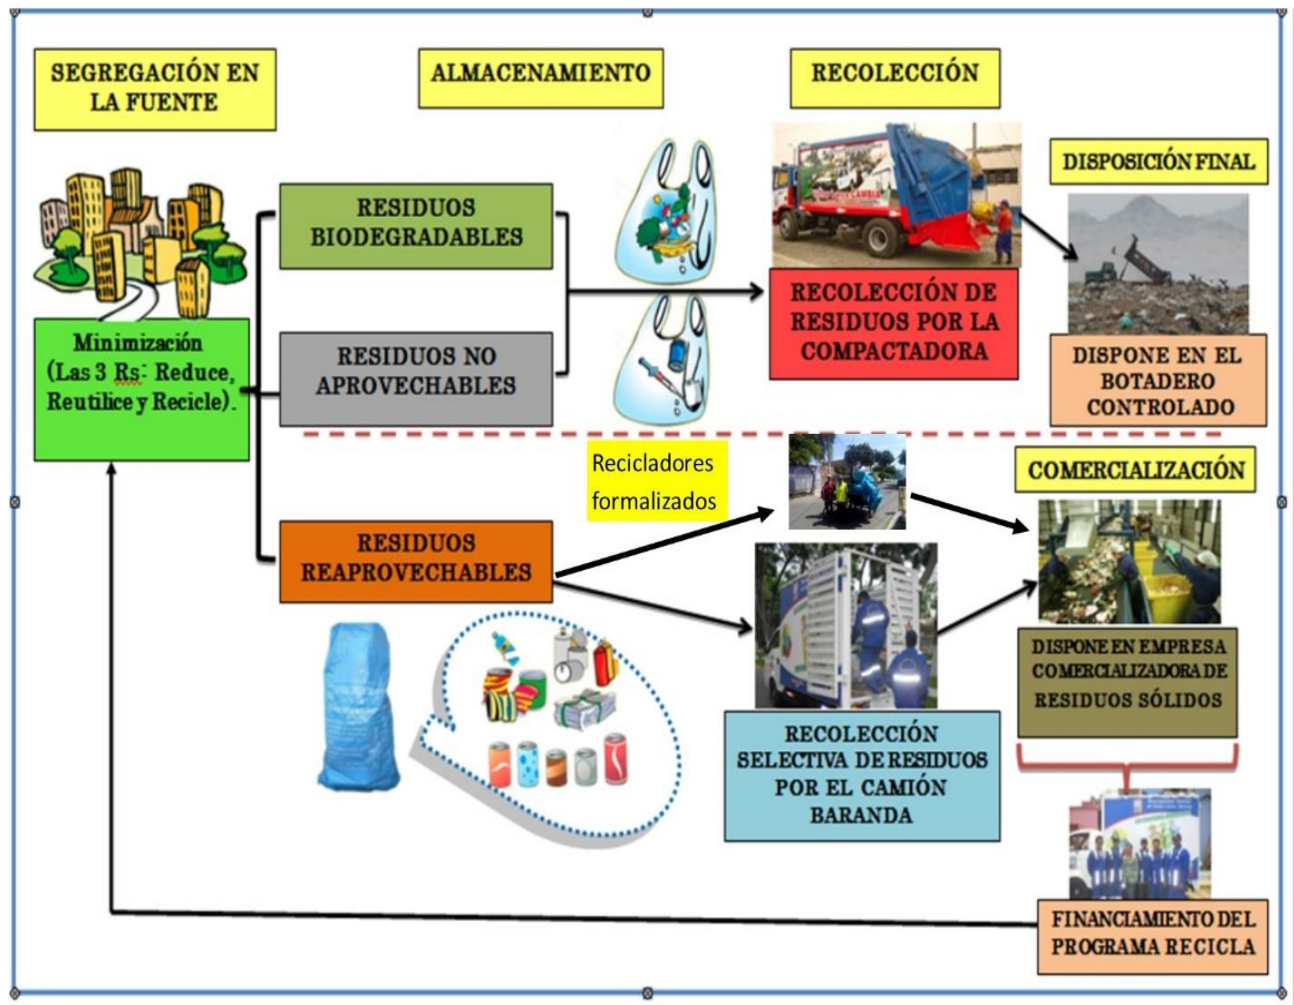 SEGREGACIÓN EN
LA FUENTE
ALMACENAMIENTO
RECOLECCIÓN
DISPOSICIÓN FINAL
RESIDUOS
BIODEGRADABLES
RECOLECCIÓN DE
RESIDUOS POR LA
COMPACTADORA
Minimización
(Las 3 Rs: Reduce,
Reutilice y Recicle).
RESIDUOS NO
APROVECHABLES
DISPONE EN EL
BOTADERO
CONTROLADO
Recicladores
formalizados
COMERCIALIZACIÓN
RESIDUOS
REAPROVECHABLES
DISPONE EN EMPRESA
COMERCIALIZADORA DE
RESIDUOS SÓLIDOS
RECOLECCIÓN
SELECTIVA DE RESIDUOS
POR EL CAMIÓN
BARANDA
FINANCIAMIENTO DEL
PROGRAMA RECICLA